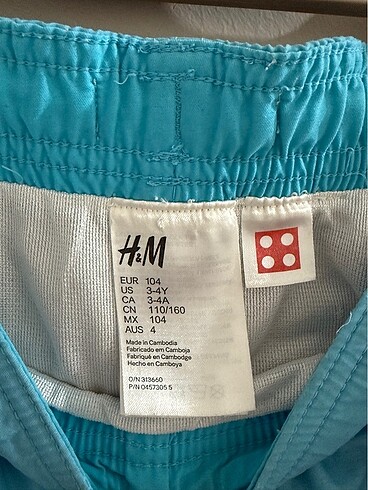 H&M
EUR 104
US 3-4Y
CA 3-4A
CN 110/160
MX 104
AUS 4
Made in Cambodia
Fabricado em Camboja
Fabriqué en Cambodge
Hecho en Camboya
O/N 313660
P/N 0457305 5